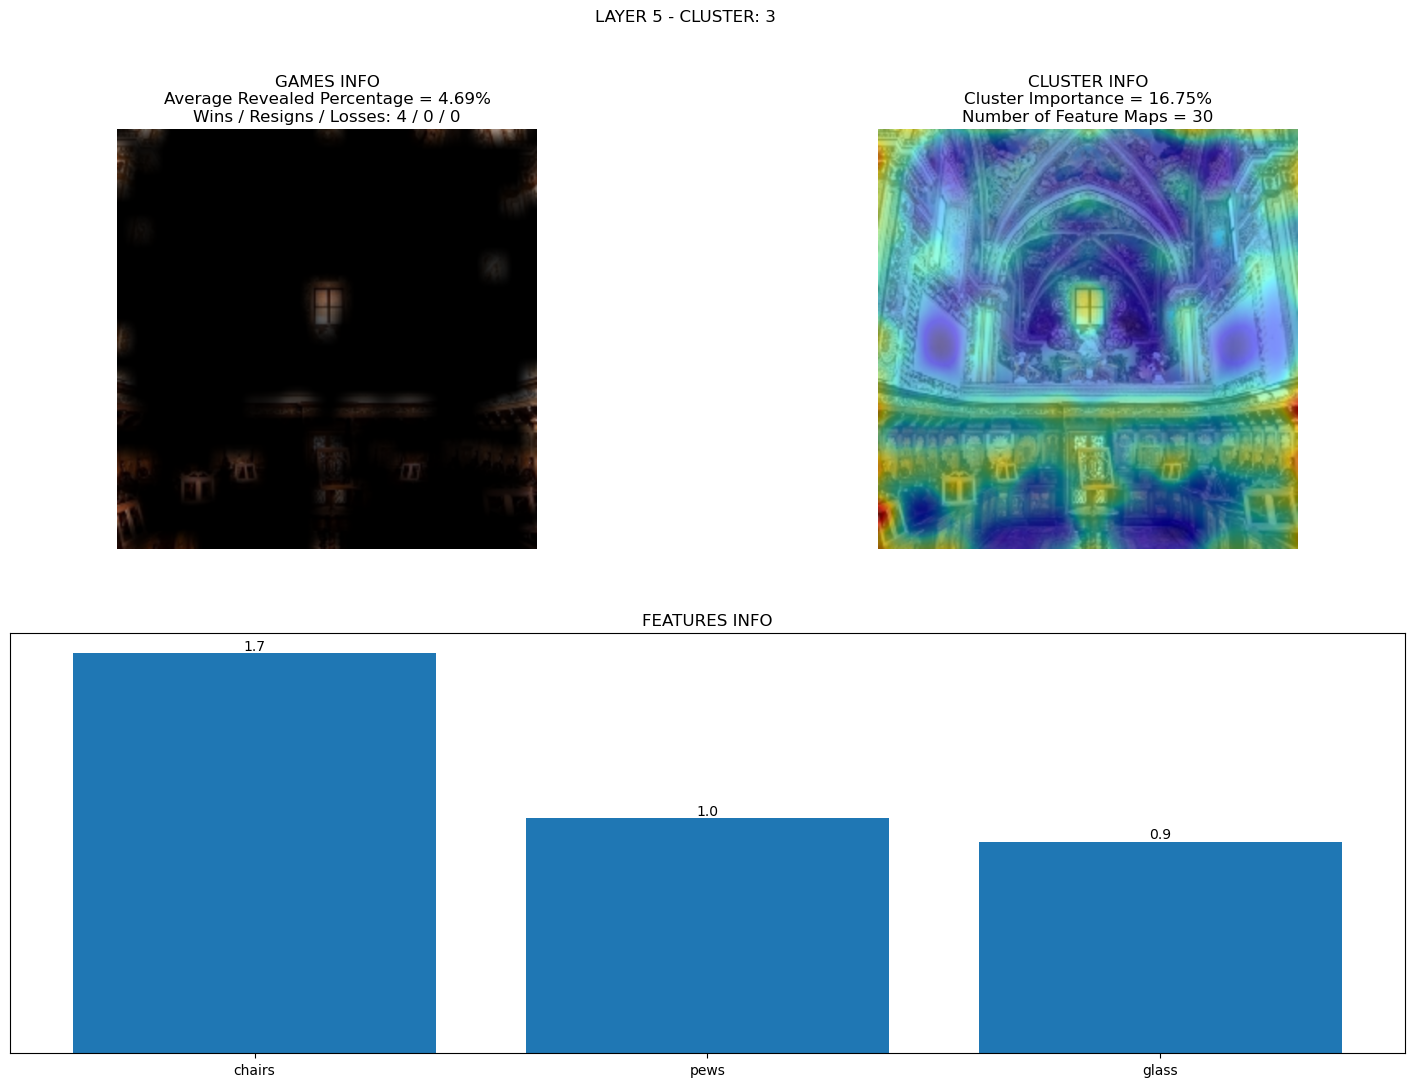 LAYER 5 - CLUSTER: 3
GAMES INFO
Average Revealed Percentage = 4.69%
Wins / Resigns / Losses: 4 / 0 / 0
CLUSTER INFO
Cluster Importance = 16.75%
Number of Feature Maps = 30
FEATURES INFO
1.7
1.0
0.9
chairs
pews
glass